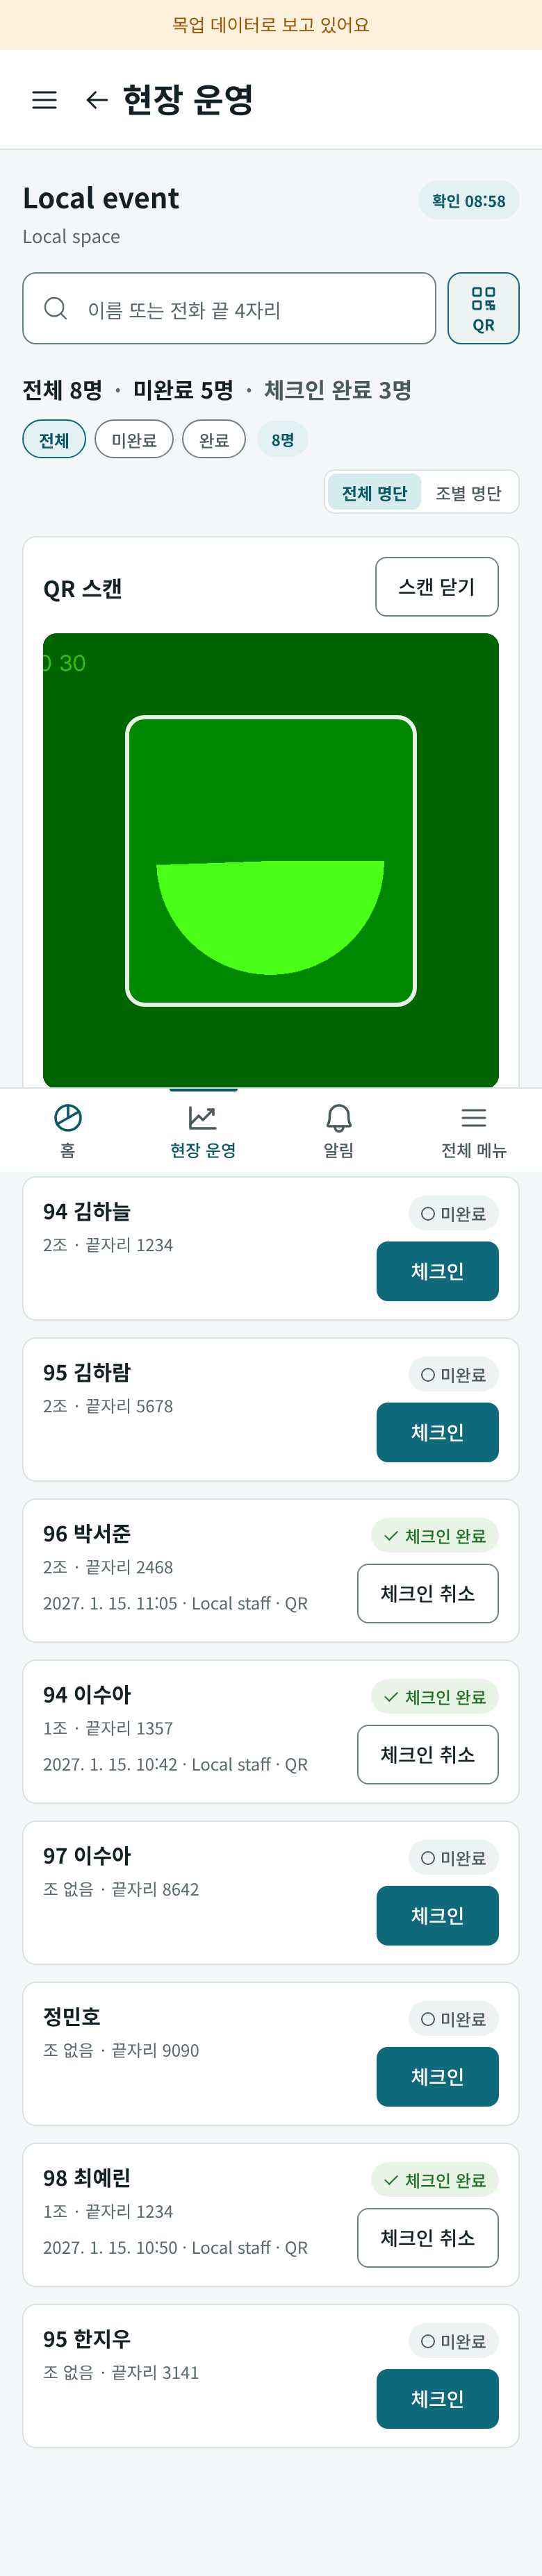 목업 데이터로 보고 있어요
현장 운영
Local event
확인 08:58
Local space
이름 또는 전화 끝 4자리
QR
전체 8명 · 미완료 5명 · 체크인 완료 3명
전체 미완료 완료 8명
전체 명단 조별 명단
QR 스캔
스캔 닫기
30
홈 현장 운영 알림 전체 메뉴
94 김하늘
미완료
2조 · 끝자리 1234
체크인
95 김하람
미완료
2조 · 끝자리 5678
체크인
96 박서준
체크인 완료
2조 · 끝자리 2468
체크인 취소
2027. 1. 15. 11:05 · Local staff · QR
94 이수아
체크인 완료
1조 · 끝자리 1357
체크인 취소
2027. 1. 15. 10:42 · Local staff · QR
97 이수아
미완료
조 없음 · 끝자리 8642
체크인
정민호
미완료
조 없음 · 끝자리 9090
체크인
98 최예린
체크인 완료
1조 · 끝자리 1234
체크인 취소
2027. 1. 15. 10:50 · Local staff · QR
95 한지우
미완료
조 없음 · 끝자리 3141
체크인